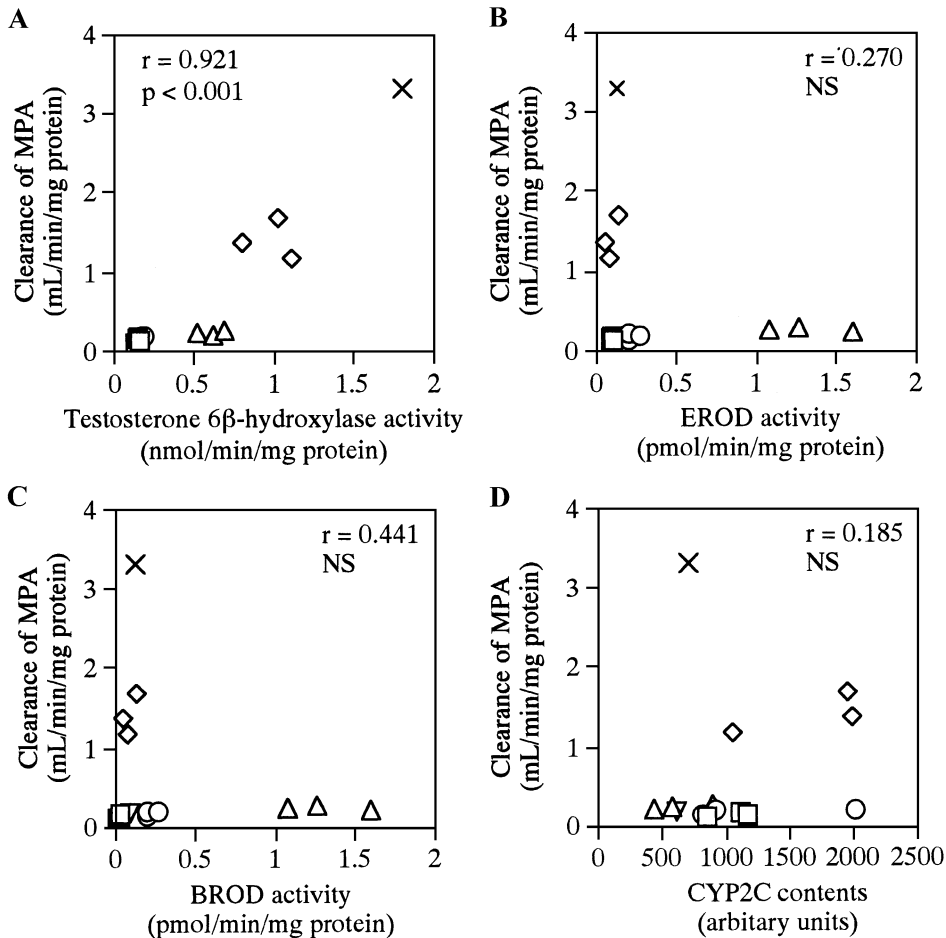 A
Clearance of MPA
(mL/min/mg protein)
4
3
2
1
0
r = 0.921
p < 0.001
0
0.5
1
1.5
2
Testosterone 6β-hydroxylase activity
(nmol/min/mg protein)
B
Clearance of MPA
(mL/min/mg protein)
4
3
2
1
0
r = 0.270
NS
0
0.5
1
1.5
2
EROD activity
(pmol/min/mg protein)
C
Clearance of MPA
(mL/min/mg protein)
4
3
2
1
0
r = 0.441
NS
0
0.5
1
1.5
2
BROD activity
(pmol/min/mg protein)
D
Clearance of MPA
(mL/min/mg protein)
4
3
2
1
0
r = 0.185
NS
0
500
1000
1500
2000
2500
CYP2C contents
(arbitary units)